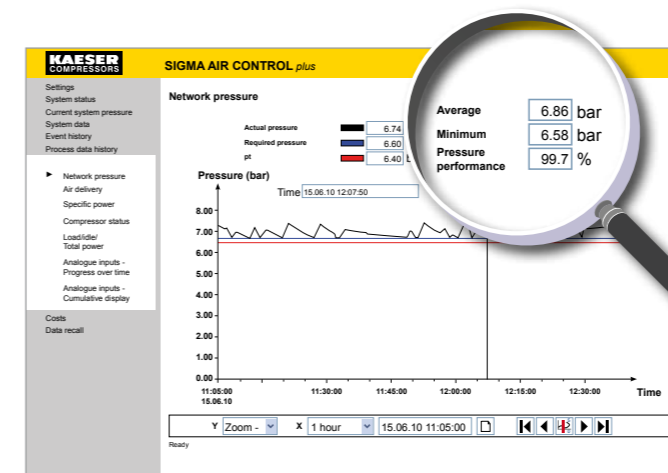 KAESER
COMPRESSORS
SIGMA AIR CONTROL plus
Settings
System status
Current system pressure
System data
Event history
Process data history
Network pressure
Air delivery
Specific power
Compressor status
Load/idle/
Total power
Analogue inputs -
Progress over time
Analogue inputs -
Cumulative display
Costs
Data recall
Network pressure
Actual pressure 6.74
Required pressure 6.60
pt 6.40
Average 6.86 bar
Minimum 6.58 bar
Pressure
performance 99.7 %
Pressure (bar)
Time 15.06.10 12:07:50
8.00
7.00
6.00
5.00
4.00
3.00
2.00
1.00
0.00
11:05:00 11:30:00 11:45:00 12:00:00 12:15:00 12:30:00 Time
15.06.10
Y Zoom - X 1 hour 15.06.10 11:05:00
Ready